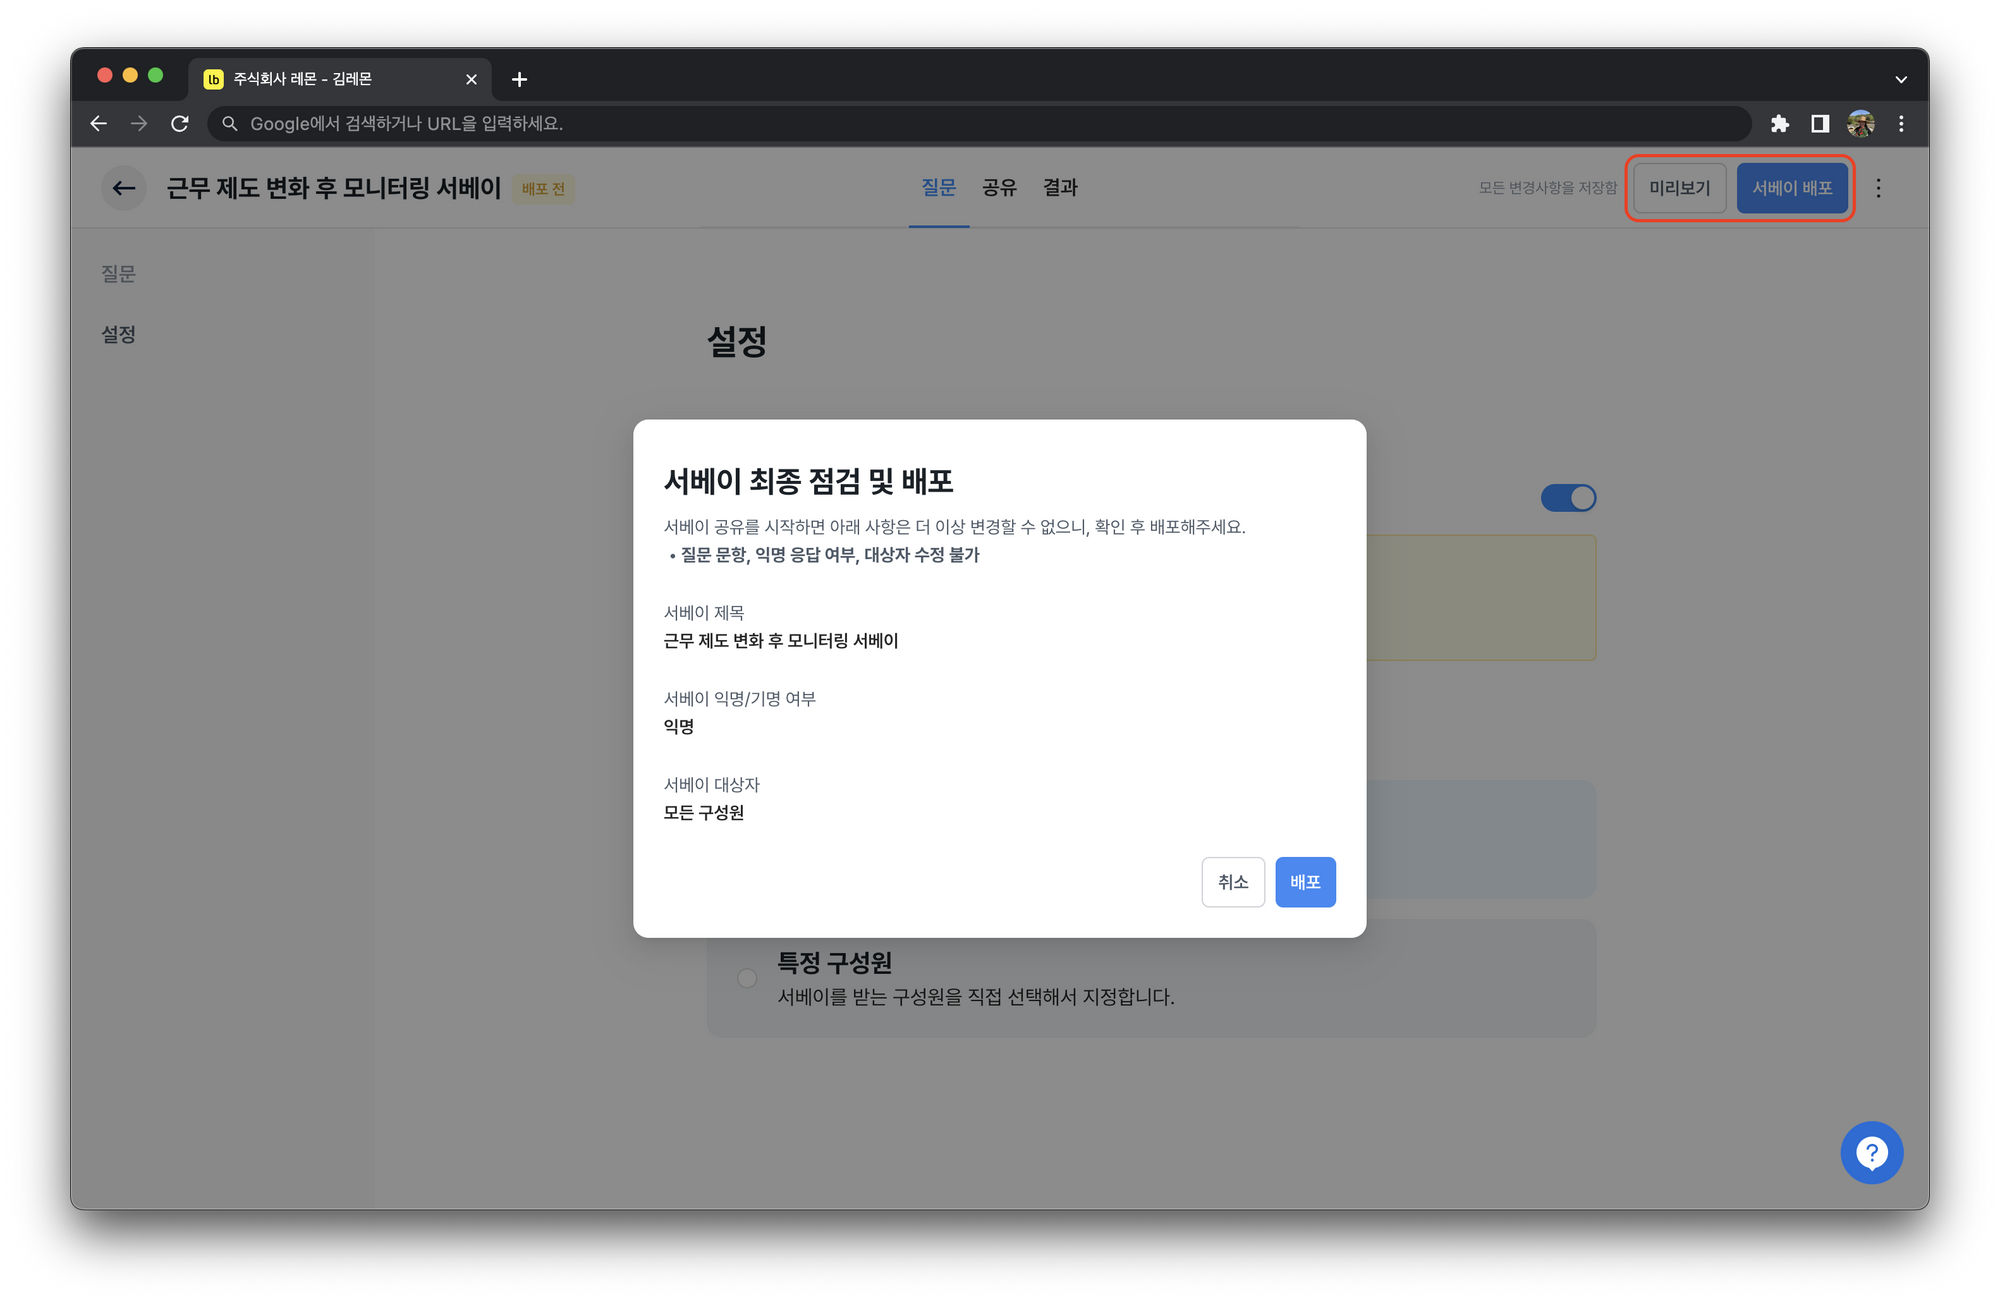 lb 주식회사 레몬 - 김레몬
Google에서 검색하거나 URL을 입력하세요.
근무 제도 변화 후 모니터링 서베이 배포 전
질문 공유 결과
모든 변경사항을 저장함 미리보기 서베이 배포
질문
설정
설정
서베이 최종 점검 및 배포
서베이 공유를 시작하면 아래 사항은 더 이상 변경할 수 없으니, 확인 후 배포해주세요.
• 질문 문항, 익명 응답 여부, 대상자 수정 불가
서베이 제목
근무 제도 변화 후 모니터링 서베이
서베이 익명/기명 여부
익명
서베이 대상자
모든 구성원
취소 배포
특정 구성원
서베이를 받는 구성원을 직접 선택해서 지정합니다.
?